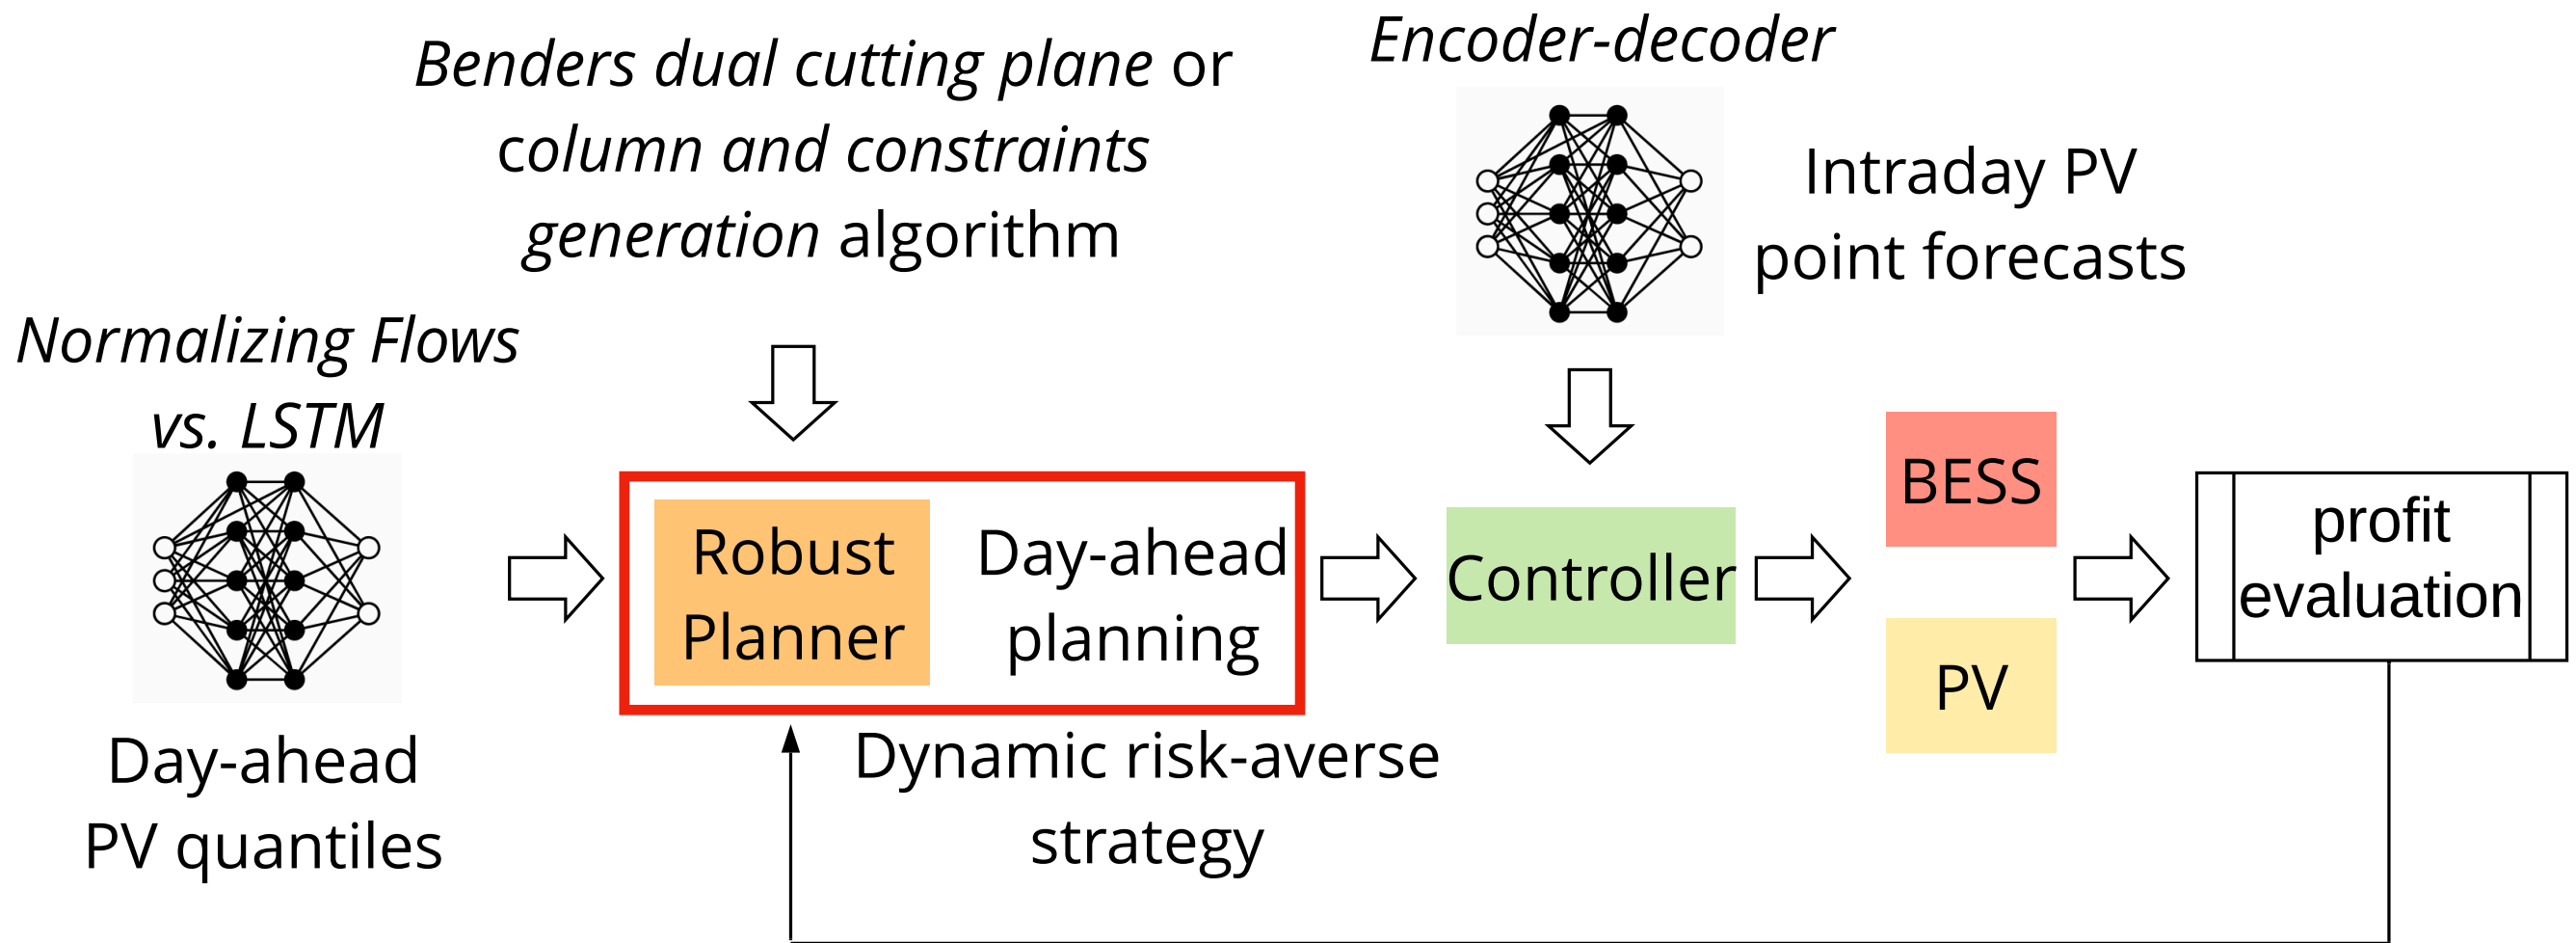 Normalizing Flows
vs. LSTM
Day-ahead
PV quantiles
Benders dual cutting plane or
column and constraints
generation algorithm
Robust
Planner
Day-ahead
planning
Dynamic risk-averse
strategy
Encoder-decoder
Intraday PV
point forecasts
Controller
BESS
PV
profit
evaluation